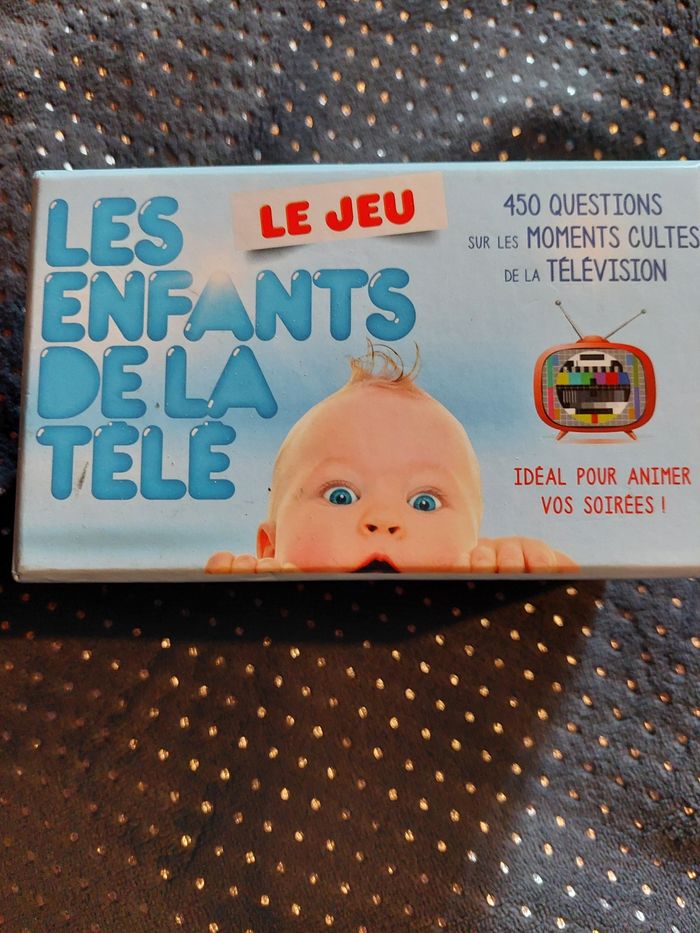 LE JEU
LES
ENFANTS
DE LA
TÉLÉ
450 QUESTIONS
SUR LES MOMENTS CULTES
DE LA TÉLÉVISION
IDÉAL POUR ANIMER
VOS SOIRÉES !